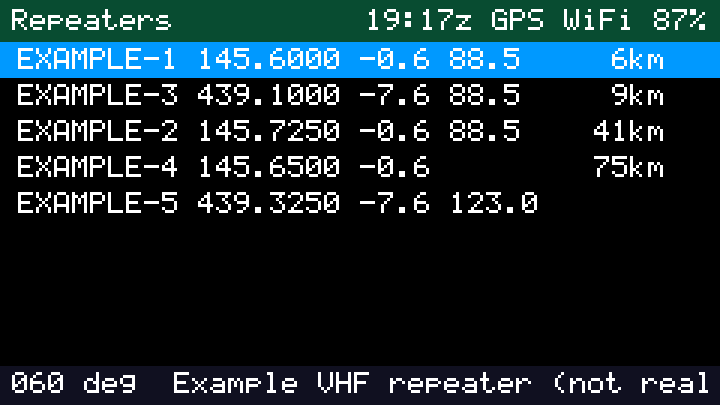 Repeaters 19:17z GPS WiFi 87%
EXAMPLE-1 145.6000 -0.6 88.5 6km
EXAMPLE-3 439.1000 -7.6 88.5 9km
EXAMPLE-2 145.7250 -0.6 88.5 41km
EXAMPLE-4 145.6500 -0.6 75km
EXAMPLE-5 439.3250 -7.6 123.0
060 deg Example VHF repeater (not real